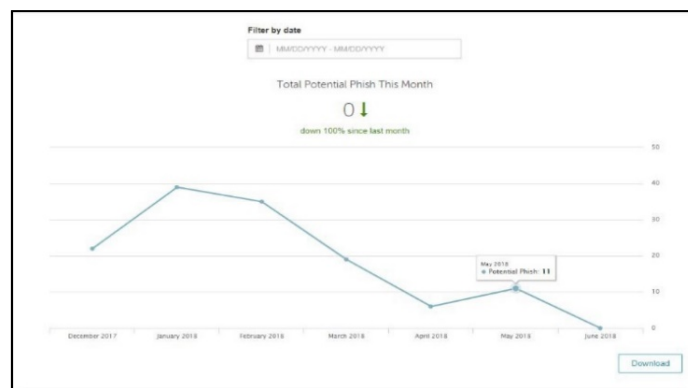 Filter by date
MM/DD/YYYY - MM/DD/YYYY
Total Potential Phish This Month
0
down 100% since last month
50
40
30
20
10
0
May 2018
Potential Phish: 11
December 2017
January 2018
February 2018
March 2018
April 2018
May 2018
June 2018
Download